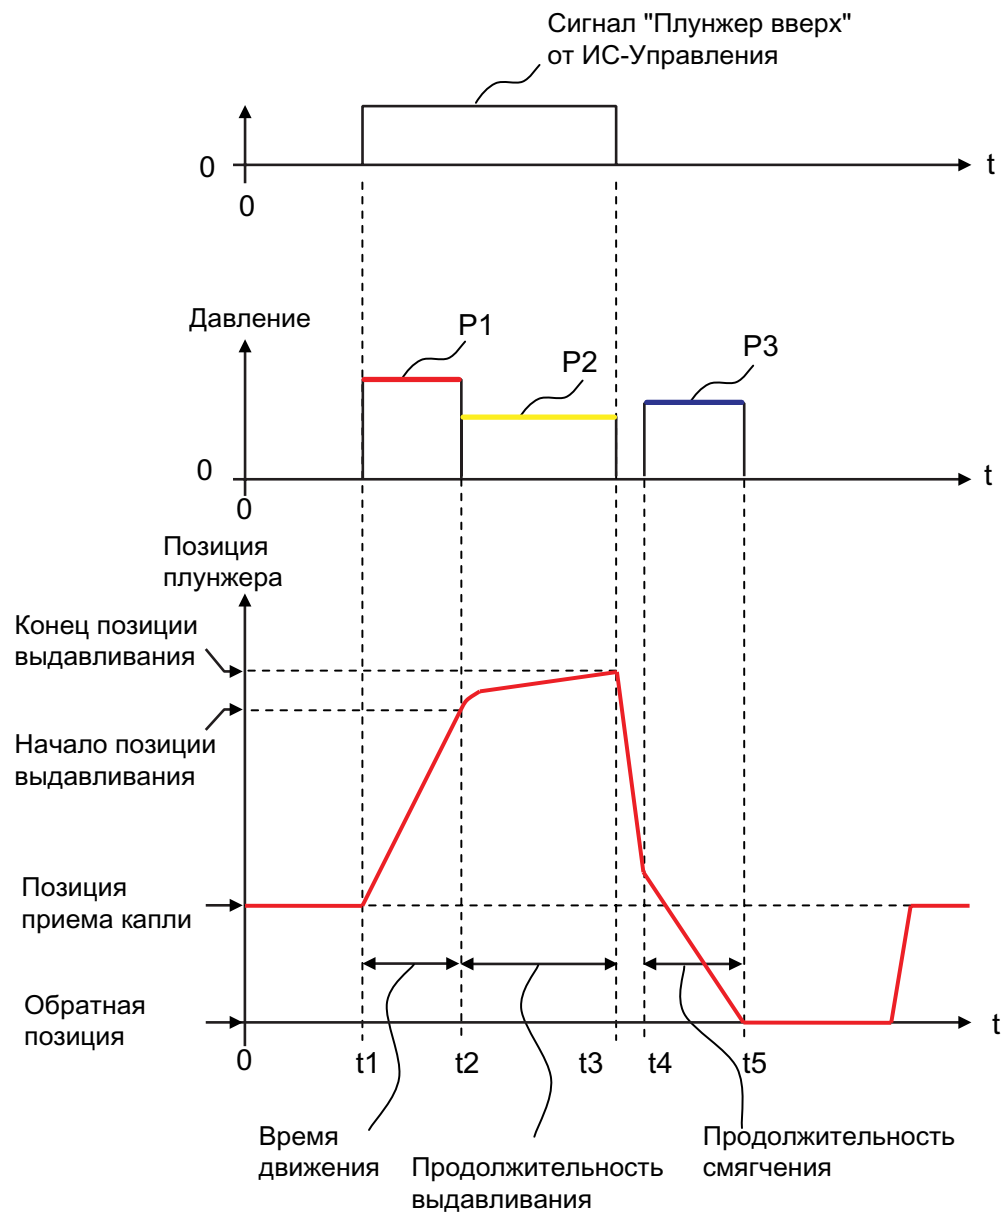 Сигнал "Плунжер вверх"
от ИС-Управления
0
t
0
Давление
P1
P2
P3
0
t
0
Позиция
плунжера
Конец позиции
выдавливания
Начало позиции
выдавливания
Позиция
приема капли
Обратная
позиция
t
0
t1
t2
t3
t4
t5
Время
движения
Продолжительность
выдавливания
Продолжительность
смягчения